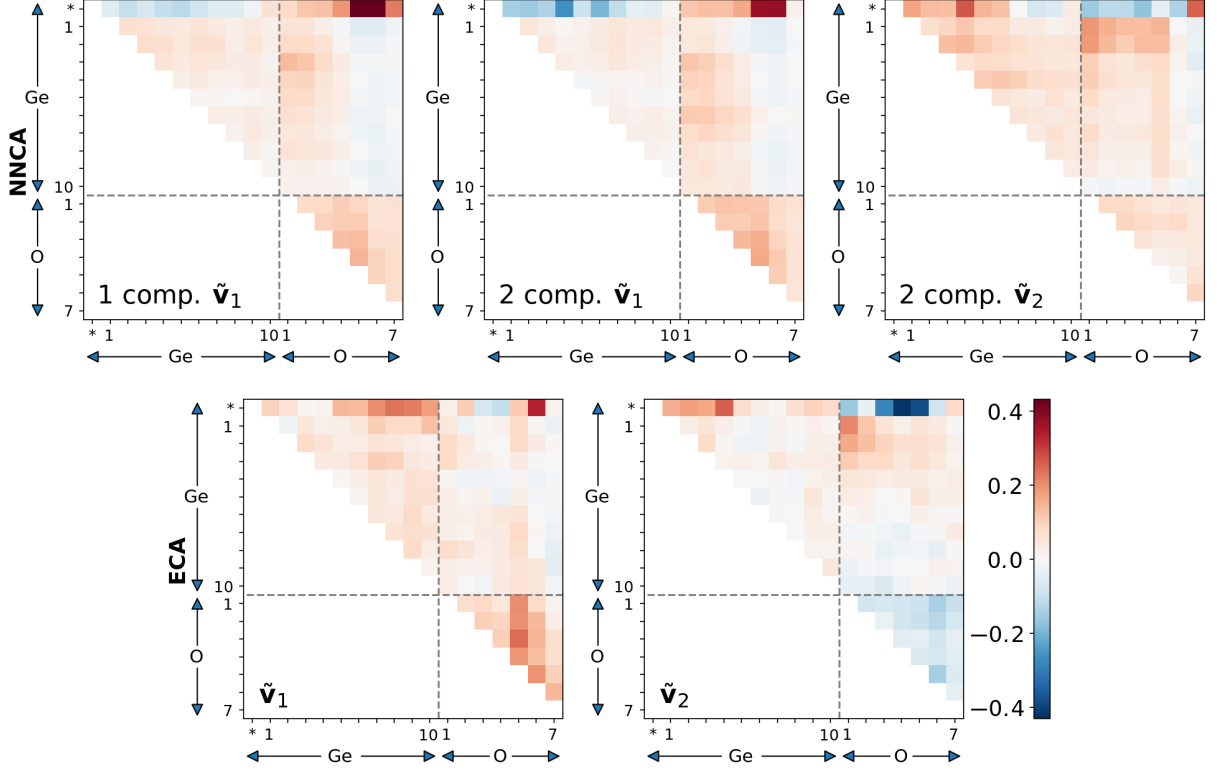 * * *
1 1 1
Ge Ge Ge
NNCA
10 10 10
1 1 1
O O O
1 comp. ṽ₁ 2 comp. ṽ₁ 2 comp. ṽ₂
7 7 7
* 1 10 1 7 * 1 10 1 7 * 1 10 1 7
Ge O Ge O Ge O
* * 0.4
1 1
0.2
Ge Ge
0.0
ECA
10 10
1 1
−0.2
O O
ṽ₁ ṽ₂
7 7 −0.4
* 1 10 1 7 * 1 10 1 7
Ge O Ge O